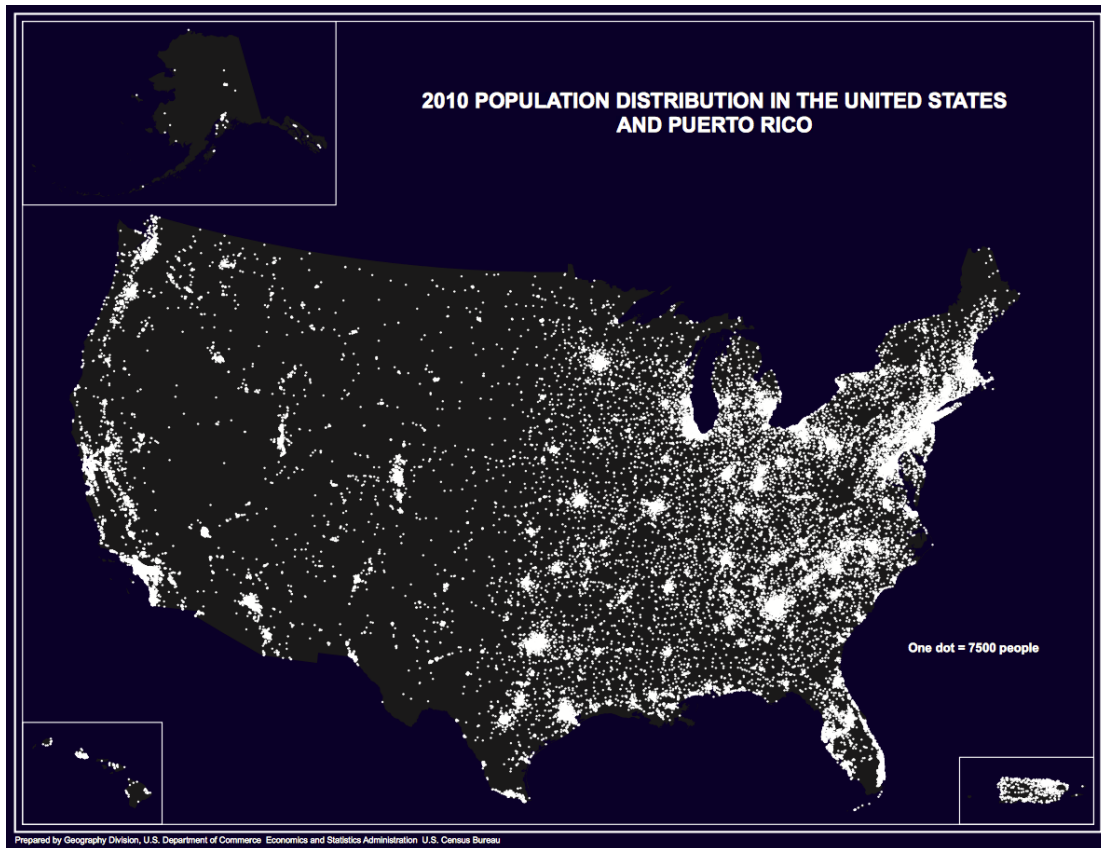 2010 POPULATION DISTRIBUTION IN THE UNITED STATES
AND PUERTO RICO
One dot = 7500 people
Prepared by Geography Division, U.S. Department of Commerce Economics and Statistics Administration U.S. Census Bureau